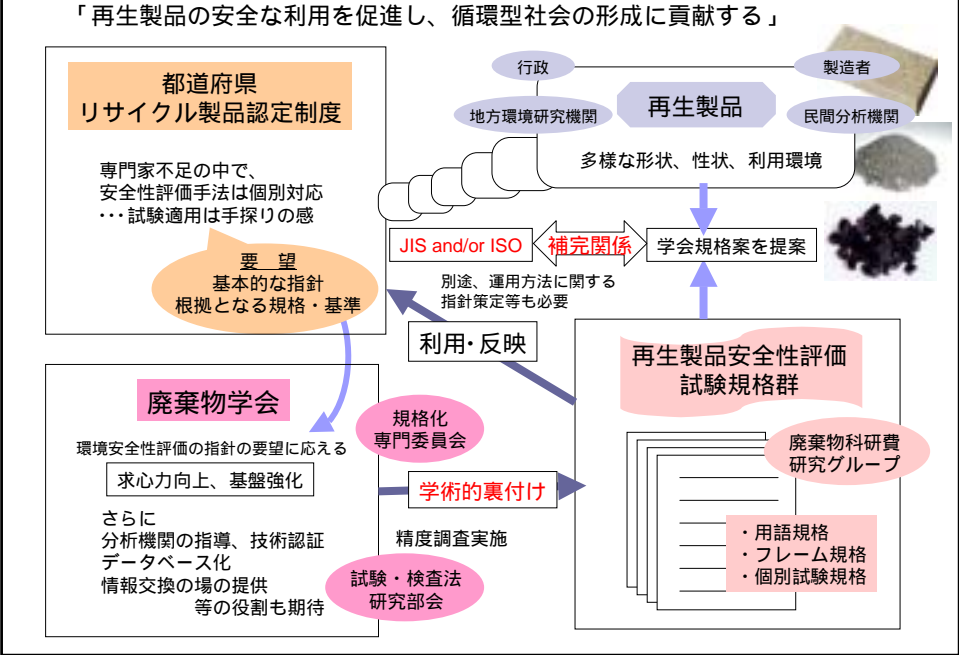 「再生製品の安全な利用を促進し、循環型社会の形成に貢献する」
都道府県
リサイクル製品認定制度
専門家不足の中で、
安全性評価手法は個別対応
・・・試験適用は手探りの感
要　望
基本的な指針
根拠となる規格・基準
行政
製造者
地方環境研究機関
再生製品
民間分析機関
多様な形状、性状、利用環境
JIS and/or ISO
補完関係
学会規格案を提案
別途、運用方法に関する
指針策定等も必要
利用・反映
再生製品安全性評価
試験規格群
廃棄物科研費
研究グループ
・用語規格
・フレーム規格
・個別試験規格
廃棄物学会
規格化
専門委員会
環境安全性評価の指針の要望に応える
求心力向上、基盤強化
学術的裏付け
さらに
分析機関の指導、技術認証
データベース化
情報交換の場の提供
等の役割も期待
精度調査実施
試験・検査法
研究部会